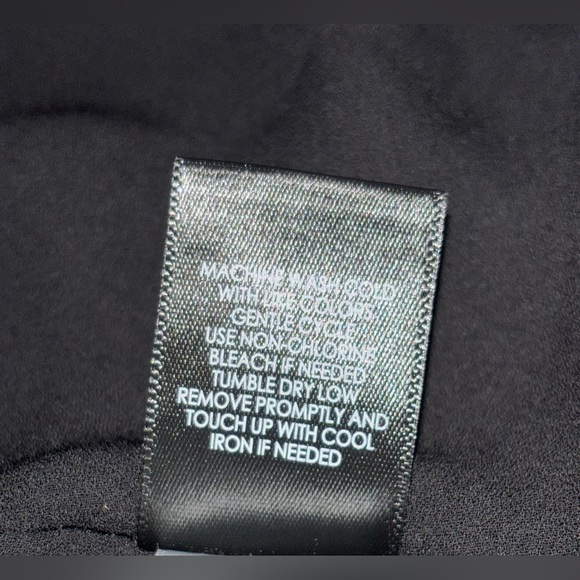 MACHINE WASH COLD
WITH LIKE COLORS
GENTLE CYCLE
USE NON-CHLORINE
BLEACH IF NEEDED
TUMBLE DRY LOW
REMOVE PROMPTLY AND
TOUCH UP WITH COOL
IRON IF NEEDED